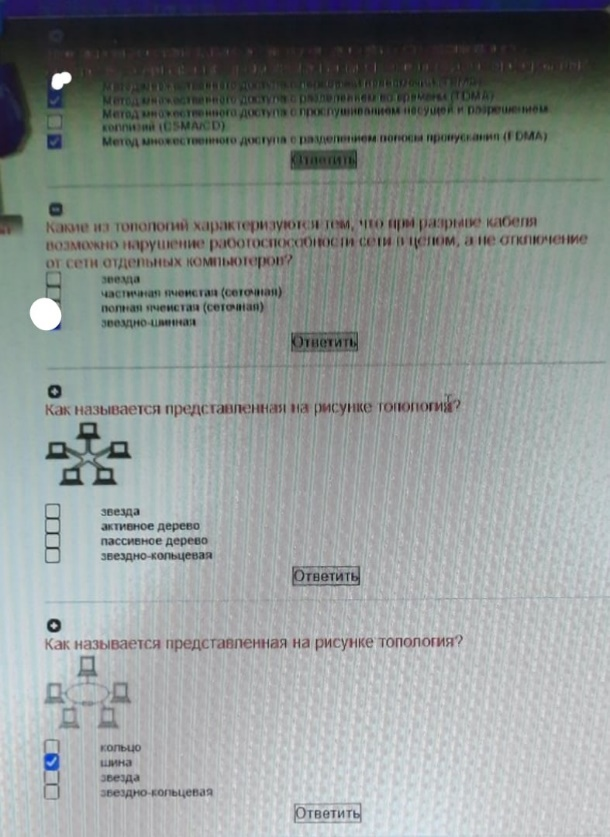 Метод множественного доступа с разделением во времени (TDMA)
Метод множественного доступа с прослушиванием несущей и разрешением
коллизий (CSMA/CD)
Метод множественного доступа с разделением полосы пропускания (FDMA)
Ответить
Какие из топологий характеризуются тем, что при разрыве кабеля
возможно нарушение работоспособности сети в целом, а не отключение
от сети отдельных компьютеров?
звезда
частичная ячеистая (сеточная)
полная ячеистая (сеточная)
звездно-шинная
Ответить
Как называется представленная на рисунке топология?
звезда
активное дерево
пассивное дерево
звездно-кольцевая
Ответить
Как называется представленная на рисунке топология?
кольцо
шина
звезда
звездно-кольцевая
Ответить